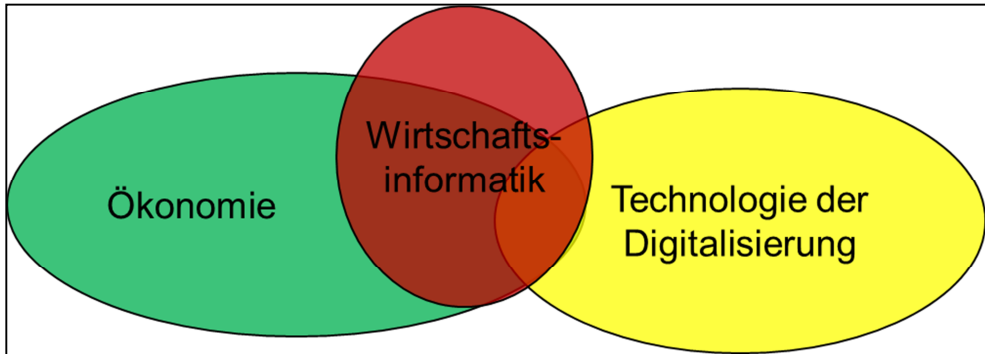 Wirtschafts-
informatik
Ökonomie
Technologie der
Digitalisierung